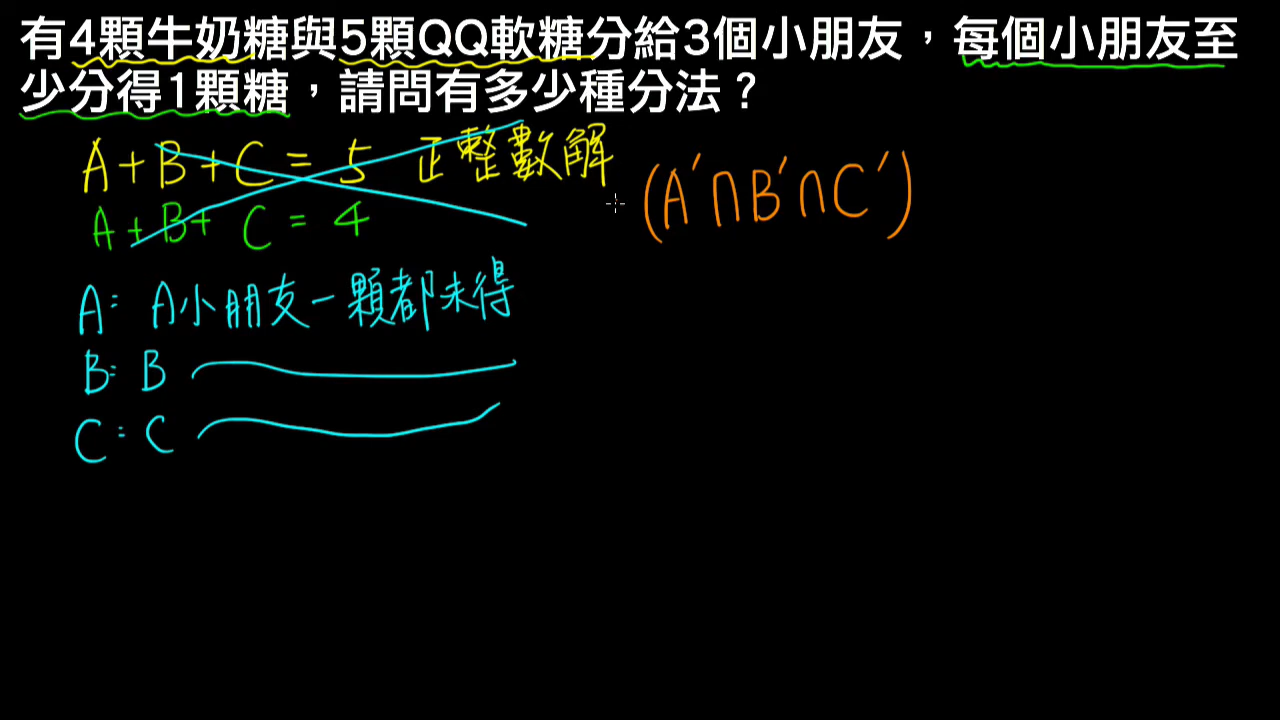 有4顆牛奶糖與5顆QQ軟糖分給3個小朋友，每個小朋友至
少分得1顆糖，請問有多少種分法？
A+B+C=5 正整數解
(A'∩B'∩C')
A+B+C=4
A: A小朋友一顆都未得
B: B
C: C